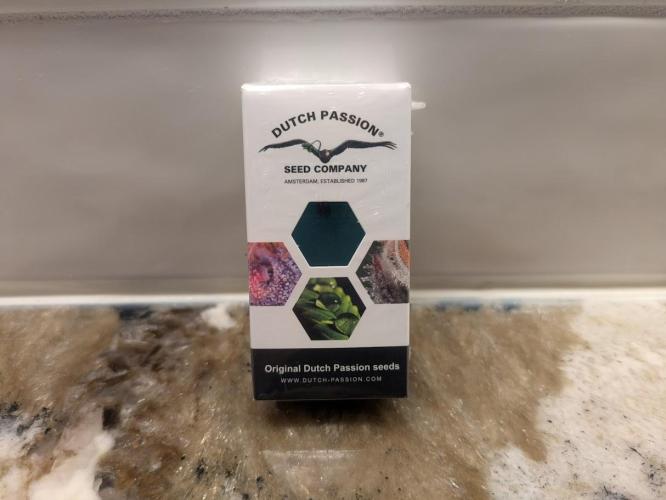 DUTCH PASSION®
SEED COMPANY
AMSTERDAM, ESTABLISHED 1987
Original Dutch Passion seeds
WWW.DUTCH-PASSION.COM